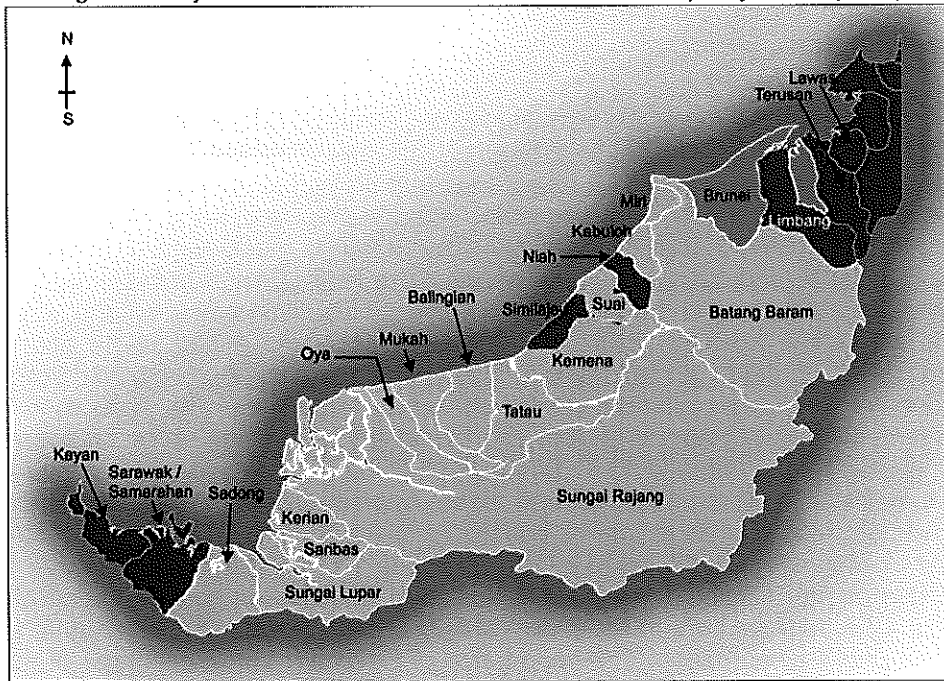 N
S
Lawas
Terusan
Miri
Brunei
Limbang
Kabuloh
Niah
Suai
Similajau
Batang Baram
Balingian
Mukah
Oya
Kemena
Tatau
Kayan
Sarawak /
Samarahan
Sadong
Sungai Rajang
Kerian
Saribas
Sungai Lupar